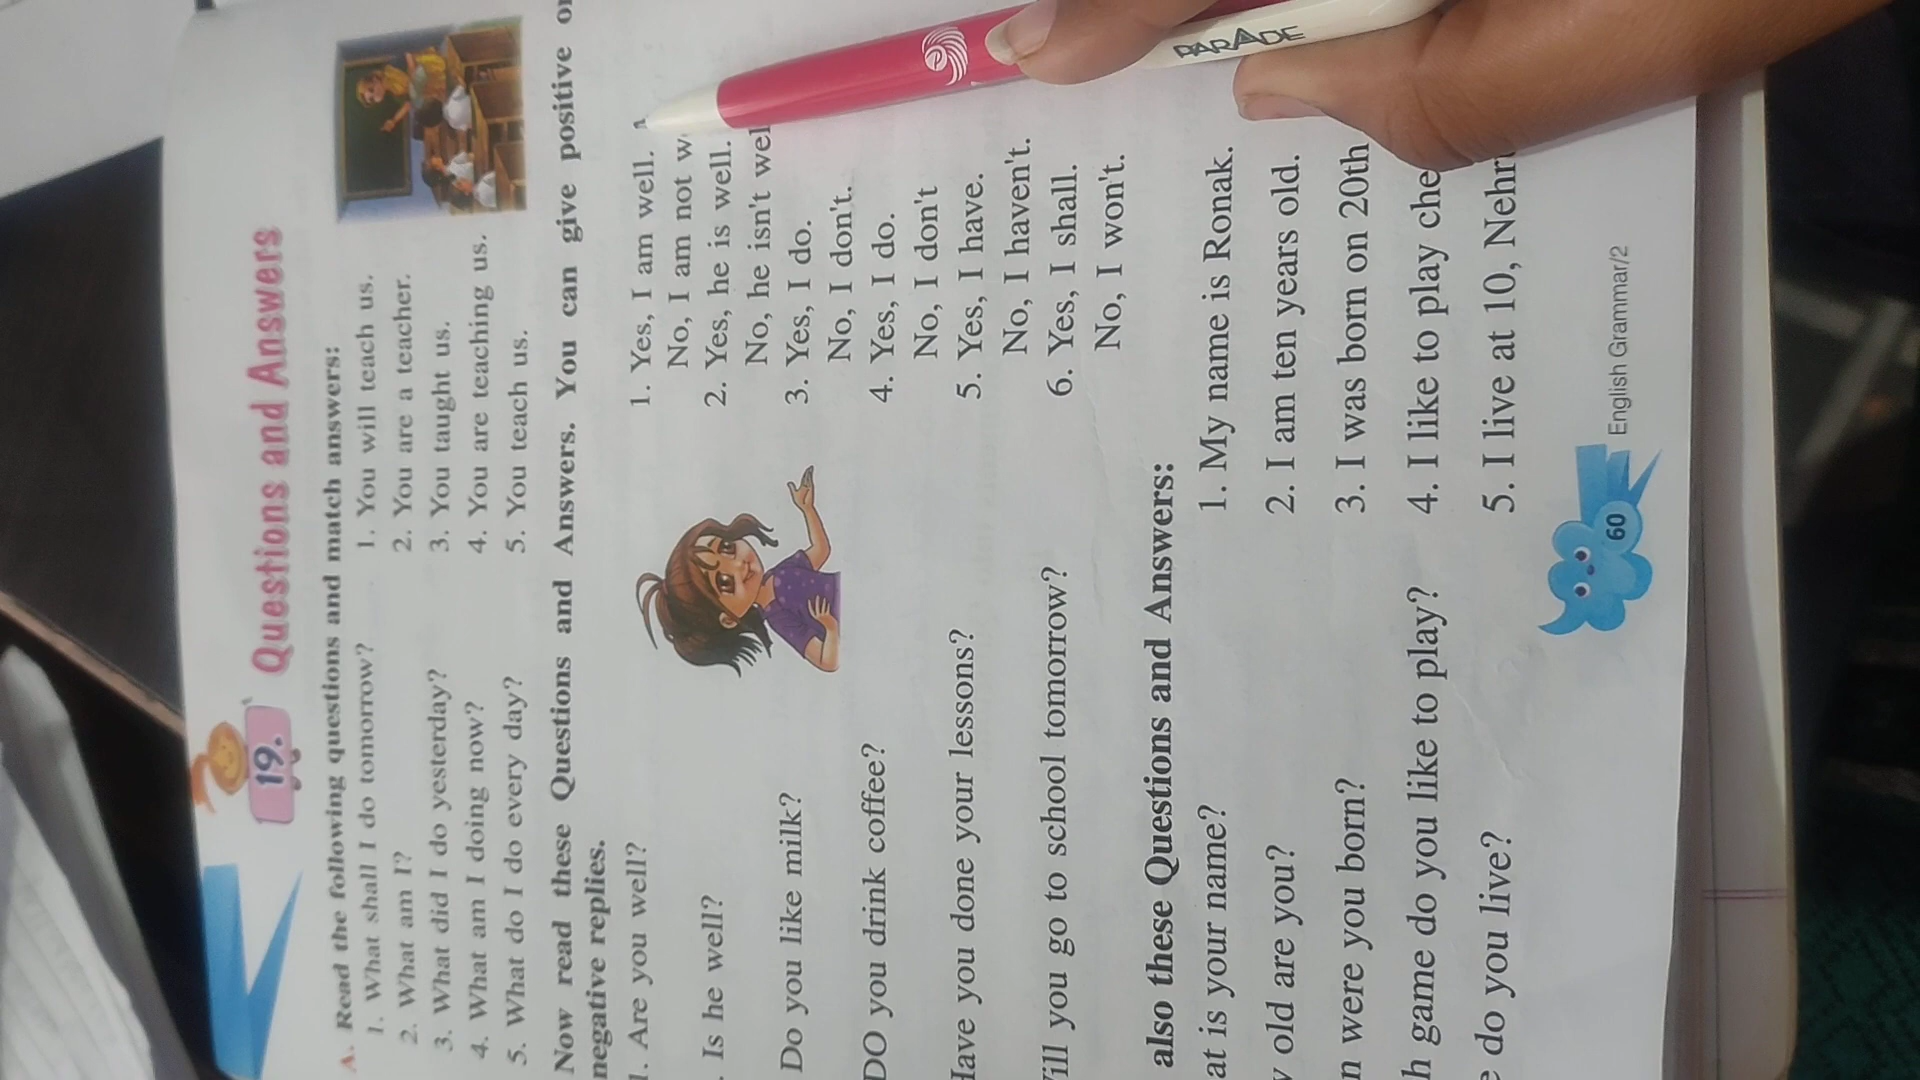 19.
Questions and Answers
A. Read the following questions and match answers:
1. What shall I do tomorrow? 1. You will teach us.
2. What am I? 2. You are a teacher.
3. What did I do yesterday? 3. You taught us.
4. What am I doing now? 4. You are teaching us.
5. What do I do every day? 5. You teach us.
Now read these Questions and Answers. You can give positive or
negative replies.
1. Are you well? 1. Yes, I am well.
No, I am not w
. Is he well? 2. Yes, he is well.
No, he isn't wel
Do you like milk? 3. Yes, I do.
No, I don't.
DO you drink coffee? 4. Yes, I do.
No, I don't
Have you done your lessons? 5. Yes, I have.
No, I haven't.
ill you go to school tomorrow? 6. Yes, I shall.
No, I won't.
also these Questions and Answers:
at is your name? 1. My name is Ronak.
old are you? 2. I am ten years old.
n were you born? 3. I was born on 20th
h game do you like to play? 4. I like to play che
e do you live? 5. I live at 10, Nehr
60
English Grammar/2
PARADE